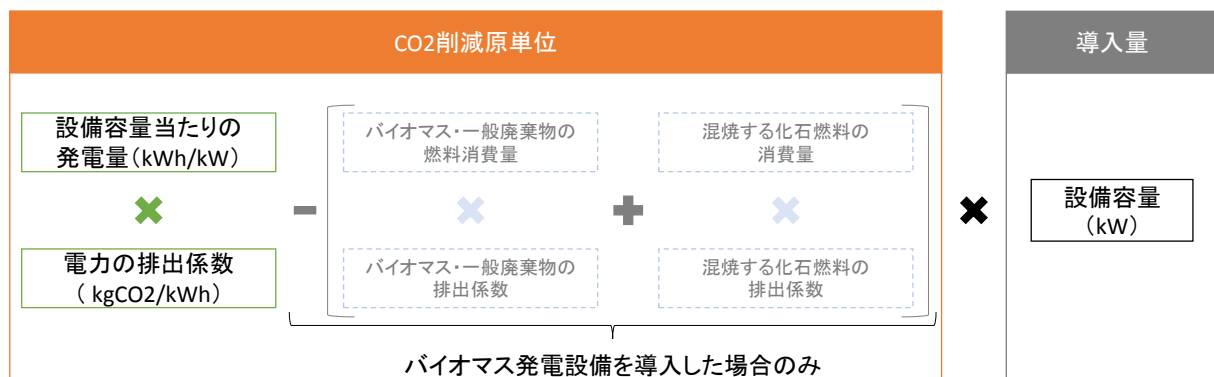 CO2削減原単位
導入量
設備容量当たりの
発電量(kWh/kW)
電力の排出係数
( kgCO2/kWh)
バイオマス・一般廃棄物の
燃料消費量
バイオマス・一般廃棄物の
排出係数
混焼する化石燃料の
消費量
混焼する化石燃料の
排出係数
バイオマス発電設備を導入した場合のみ
設備容量
(kW)